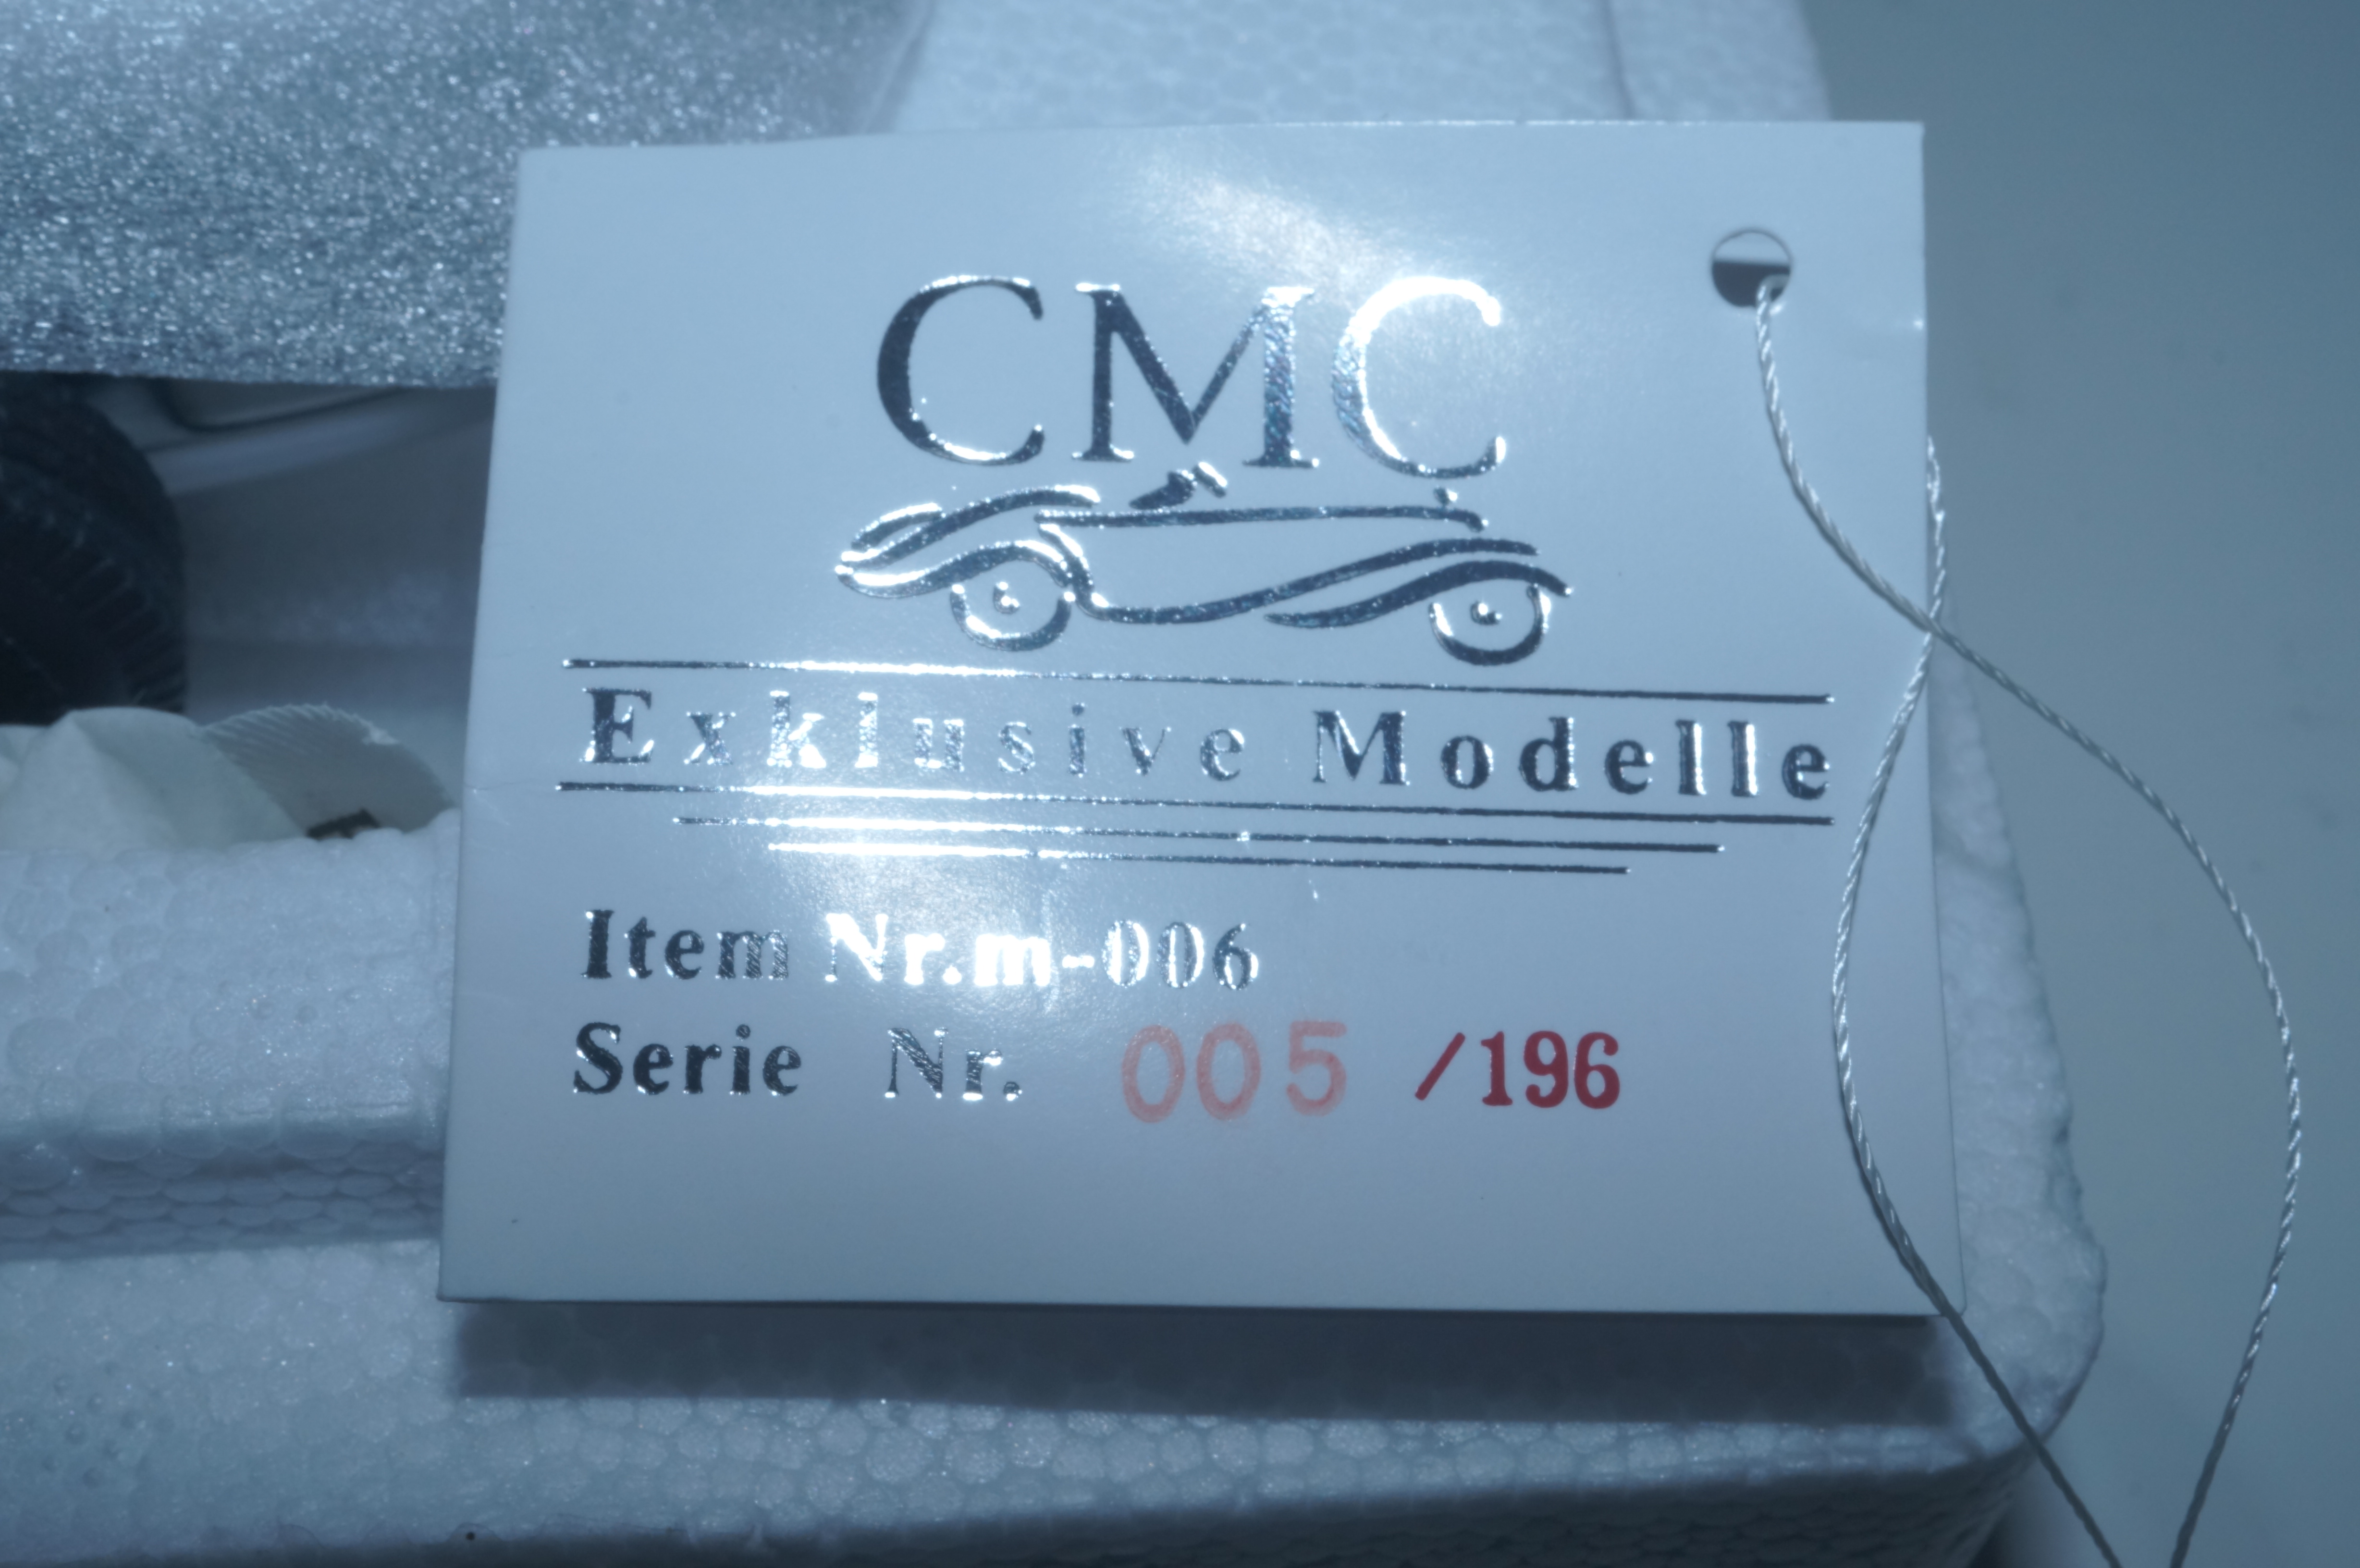 CMC
Exklusive Modelle
Item Nr.m-006
Serie Nr. 005 /196